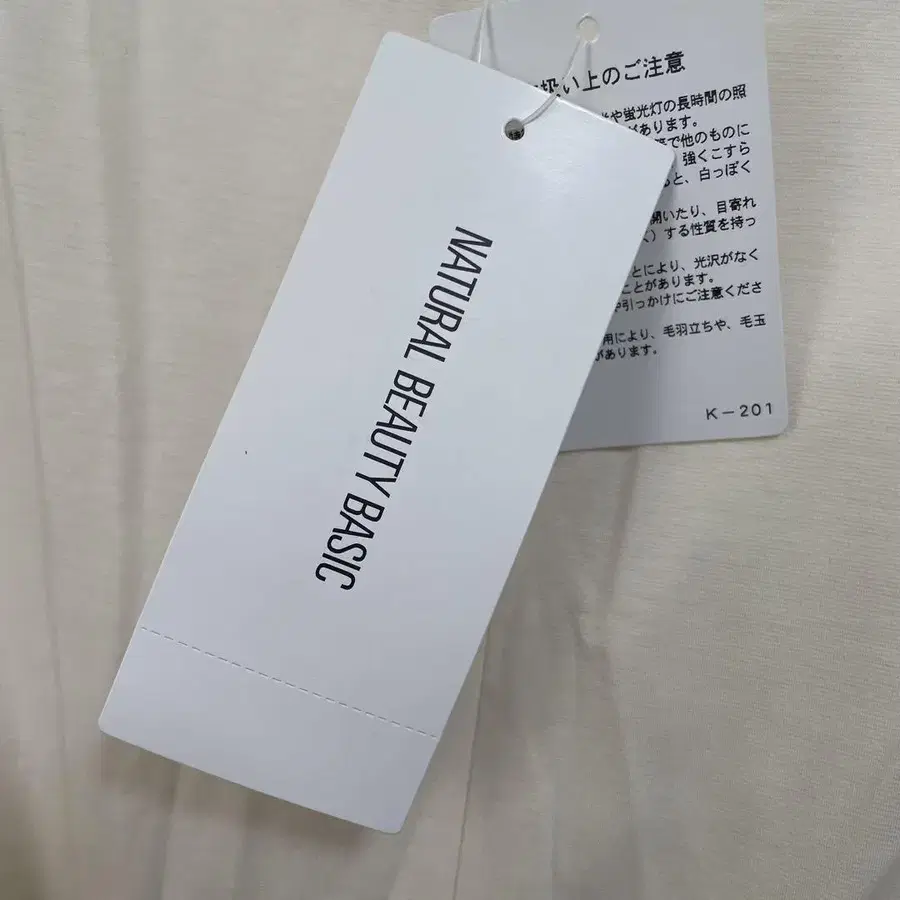 NATURAL BEAUTY BASIC
扱い上のご注意
や蛍光灯の長時間の照
があります。
で他のものに
強くこすら
と、白っぽく
開いたり、目寄れ
く）する性質を持っ
とにより、光沢がなく
ことがあります。
や引っかけにご注意くださ
用により、毛羽立ちや、毛玉
があります。
K-201